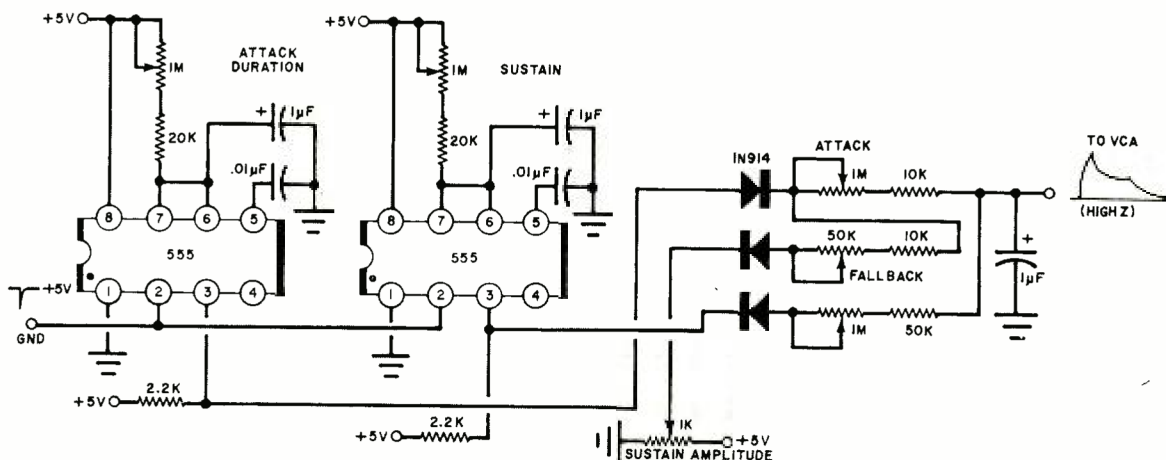 +5V
1M
ATTACK
DURATION
20K
+ 1µF
.01µF
8
7
6
5
555
1
2
3
4
+5V
GND
+5V
2.2K
+5V
1M
SUSTAIN
20K
+ 1µF
.01µF
8
7
6
5
555
1
2
3
4
+5V
2.2K
1N914
ATTACK
1M
10K
50K
10K
FALLBACK
1M
50K
1K
+5V
SUSTAIN AMPLITUDE
+
1µF
TO VCA
(HIGH Z)